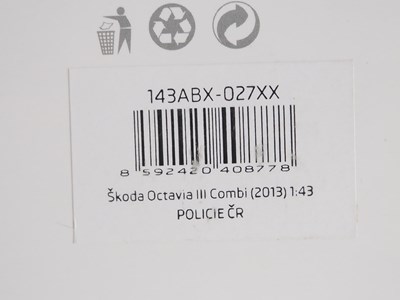 143ABX-027XX
8 592420 408778
Škoda Octavia III Combi (2013) 1:43
POLICIE ČR